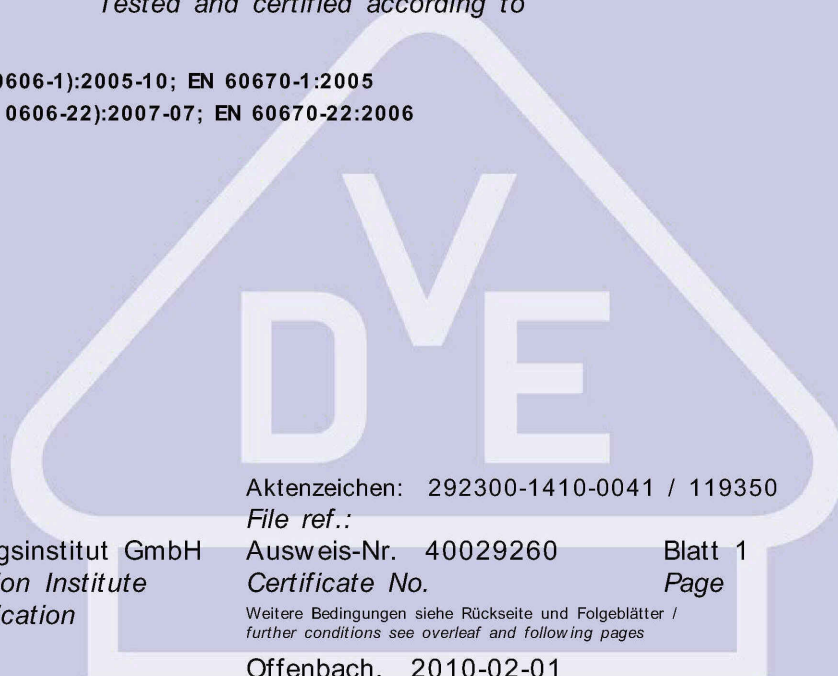 Tested and certified according to
0606-1):2005-10; EN 60670-1:2005
0606-22):2007-07; EN 60670-22:2006
VDE
Aktenzeichen: 292300-1410-0041 / 119350
File ref.:
gsinstitut GmbH Ausweis-Nr. 40029260 Blatt 1
ion Institute Certificate No. Page
ication
Weitere Bedingungen siehe Rückseite und Folgeblätter /
further conditions see overleaf and following pages
Offenbach, 2010-02-01